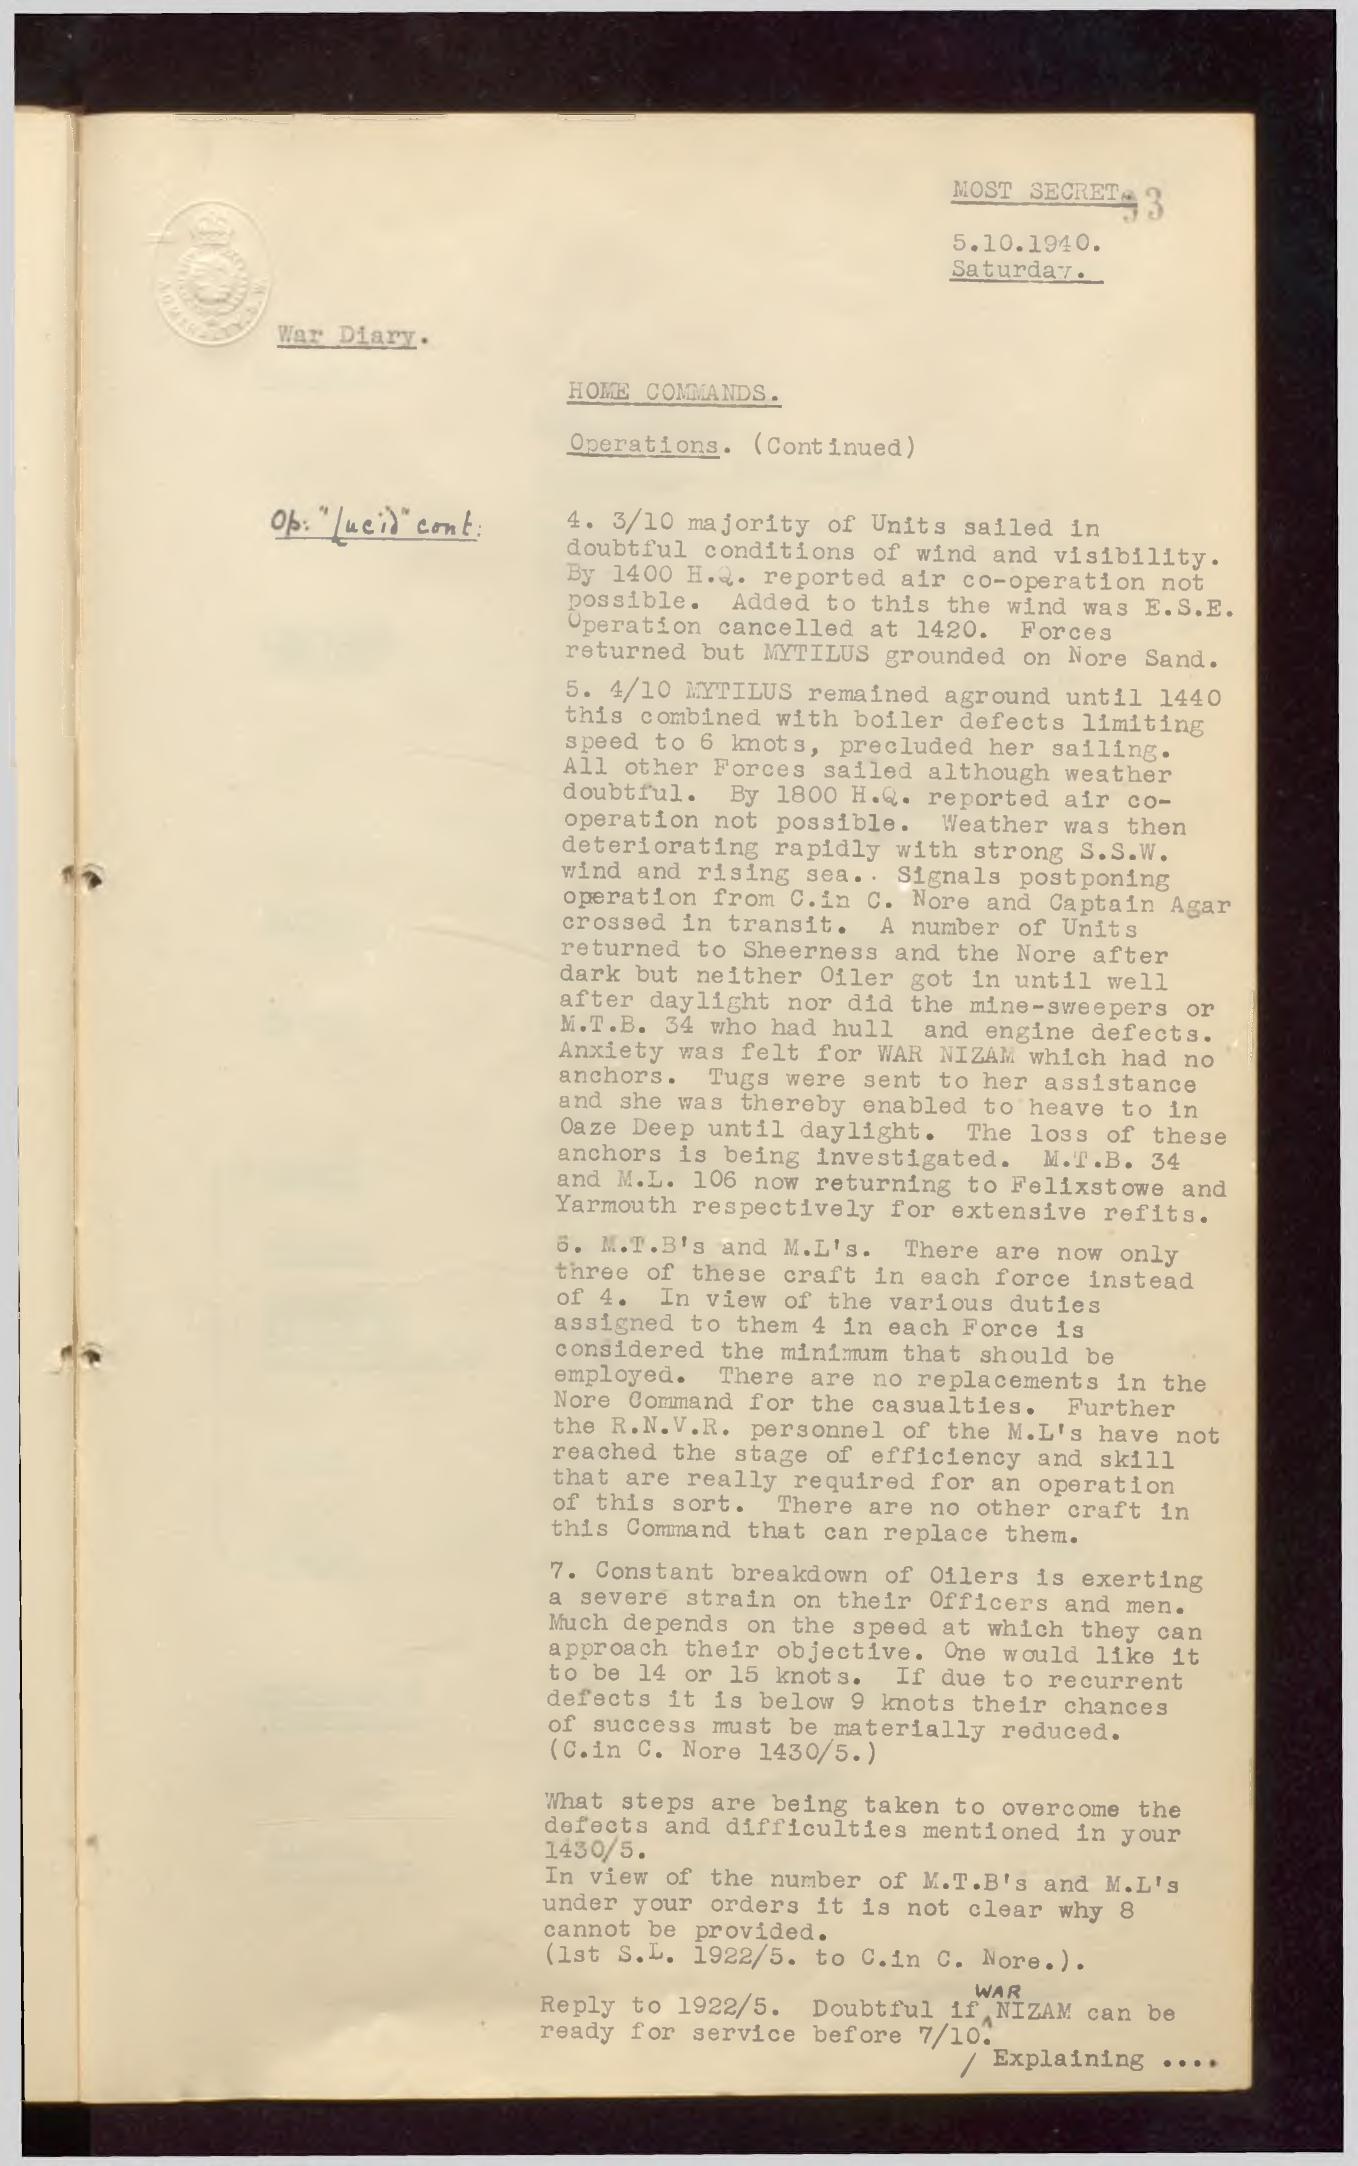 MOST SECRET.
33
5.10.1940.
Saturday.
War Diary.
HOME COMMANDS.
Operations. (Continued)
Op: "Lucid" cont:
4. 3/10 majority of Units sailed in
doubtful conditions of wind and visibility.
By 1400 H.Q. reported air co-operation not
possible. Added to this the wind was E.S.E.
Operation cancelled at 1420. Forces
returned but MYTILUS grounded on Nore Sand.
5. 4/10 MYTILUS remained aground until 1440
this combined with boiler defects limiting
speed to 6 knots, precluded her sailing.
All other Forces sailed although weather
doubtful. By 1800 H.Q. reported air co-
operation not possible. Weather was then
deteriorating rapidly with strong S.S.W.
wind and rising sea.. Signals postponing
operation from C.in C. Nore and Captain Agar
crossed in transit. A number of Units
returned to Sheerness and the Nore after
dark but neither Oiler got in until well
after daylight nor did the mine-sweepers or
M.T.B. 34 who had hull and engine defects.
Anxiety was felt for WAR NIZAM which had no
anchors. Tugs were sent to her assistance
and she was thereby enabled to heave to in
Oaze Deep until daylight. The loss of these
anchors is being investigated. M.T.B. 34
and M.L. 106 now returning to Felixstowe and
Yarmouth respectively for extensive refits.
6. M.T.B's and M.L's. There are now only
three of these craft in each force instead
of 4. In view of the various duties
assigned to them 4 in each Force is
considered the minimum that should be
employed. There are no replacements in the
Nore Command for the casualties. Further
the R.N.V.R. personnel of the M.L's have not
reached the stage of efficiency and skill
that are really required for an operation
of this sort. There are no other craft in
this Command that can replace them.
7. Constant breakdown of Oilers is exerting
a severe strain on their Officers and men.
Much depends on the speed at which they can
approach their objective. One would like it
to be 14 or 15 knots. If due to recurrent
defects it is below 9 knots their chances
of success must be materially reduced.
(C.in C. Nore 1430/5.)
What steps are being taken to overcome the
defects and difficulties mentioned in your
1430/5.
In view of the number of M.T.B's and M.L's
under your orders it is not clear why 8
cannot be provided.
(1st S.L. 1922/5. to C.in C. Nore.).
WAR
Reply to 1922/5. Doubtful if NIZAM can be
ready for service before 7/10.
/ Explaining ....